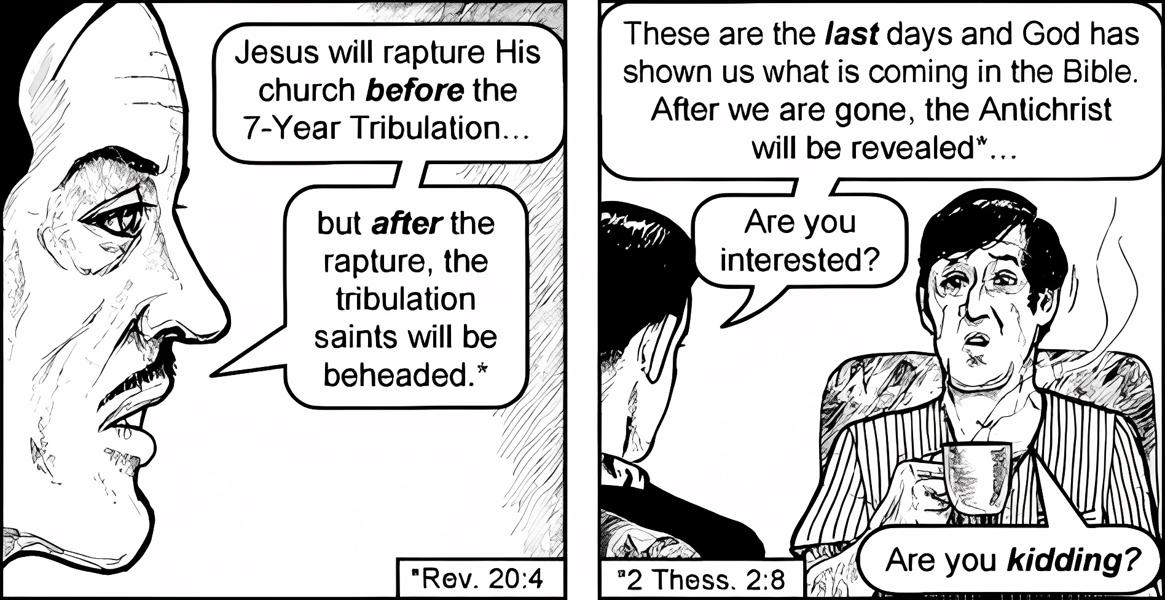 Jesus will rapture His
church before the
7-Year Tribulation...
but after the
rapture, the
tribulation
saints will be
beheaded.*
*Rev. 20:4
These are the last days and God has
shown us what is coming in the Bible.
After we are gone, the Antichrist
will be revealed*...
Are you
interested?
Are you kidding?
*2 Thess. 2:8